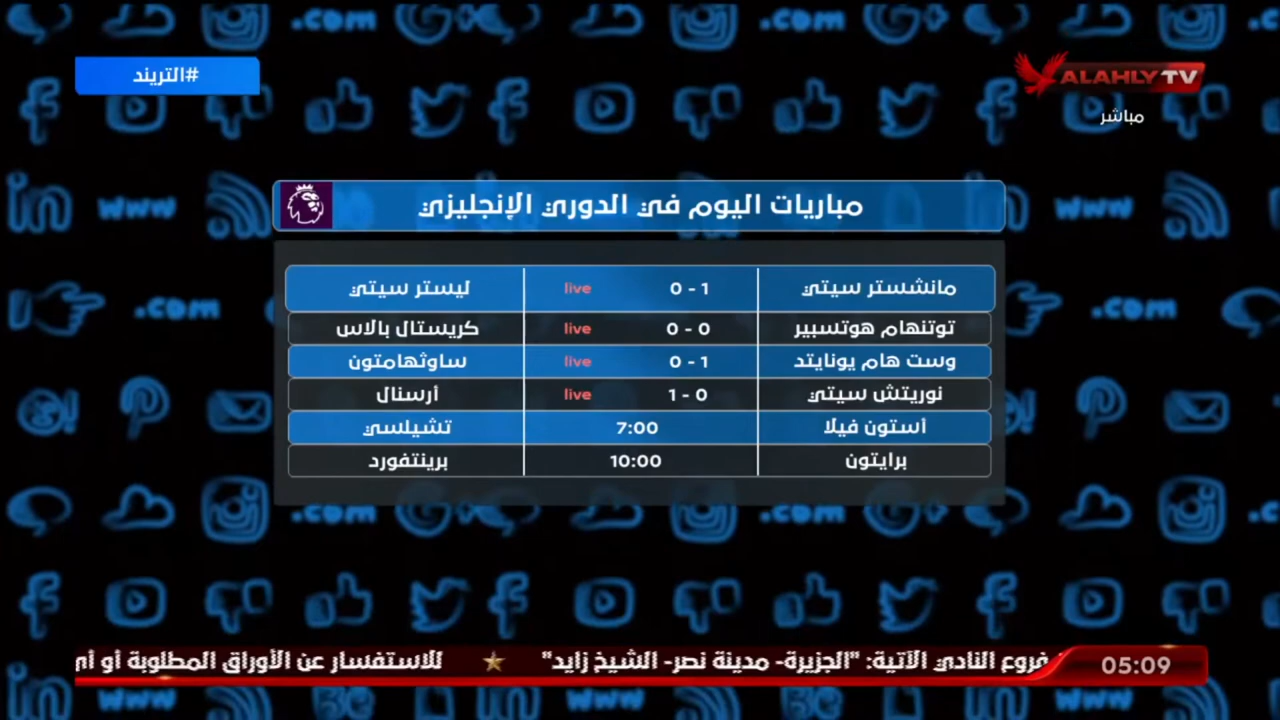 #التريند
ALAHLY TV
مباشر
مباريات اليوم في الدوري الإنجليزي
مانشستر سيتي 0 - 1 live ليستر سيتي
توتنهام هوتسبير 0 - 0 live كريستال بالاس
وست هام يونايتد 0 - 1 live ساوثهامتون
نوريتش سيتي 1 - 0 live أرسنال
أستون فيلا 7:00 تشيلسي
برايتون 10:00 برينتفورد
فروع النادي الآتية: "الجزيرة- مدينة نصر- الشيخ زايد" للاستفسار عن الأوراق المطلوبة أو
05:09